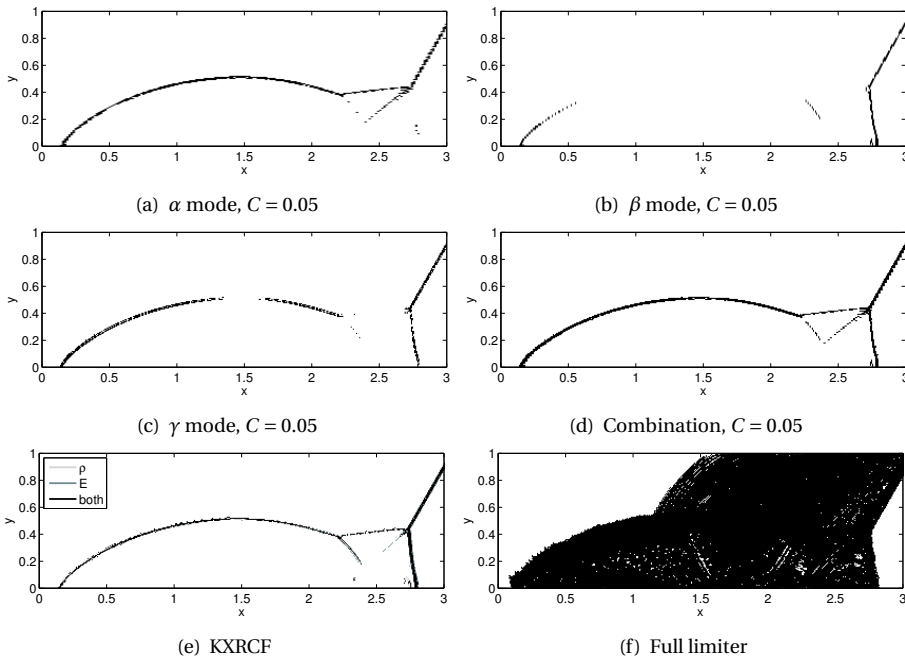 1
0.8
0.6
0.4
0.2
0
y
0 0.5 1 1.5 2 2.5 3
x
(a) α mode, C = 0.05
1
0.8
0.6
0.4
0.2
0
y
0 0.5 1 1.5 2 2.5 3
x
(b) β mode, C = 0.05
1
0.8
0.6
0.4
0.2
0
y
0 0.5 1 1.5 2 2.5 3
x
(c) γ mode, C = 0.05
1
0.8
0.6
0.4
0.2
0
y
0 0.5 1 1.5 2 2.5 3
x
(d) Combination, C = 0.05
1
0.8
0.6
0.4
0.2
0
y
ρ
E
both
0 0.5 1 1.5 2 2.5 3
x
(e) KXRCF
1
0.8
0.6
0.4
0.2
0
y
0 0.5 1 1.5 2 2.5 3
x
(f) Full limiter